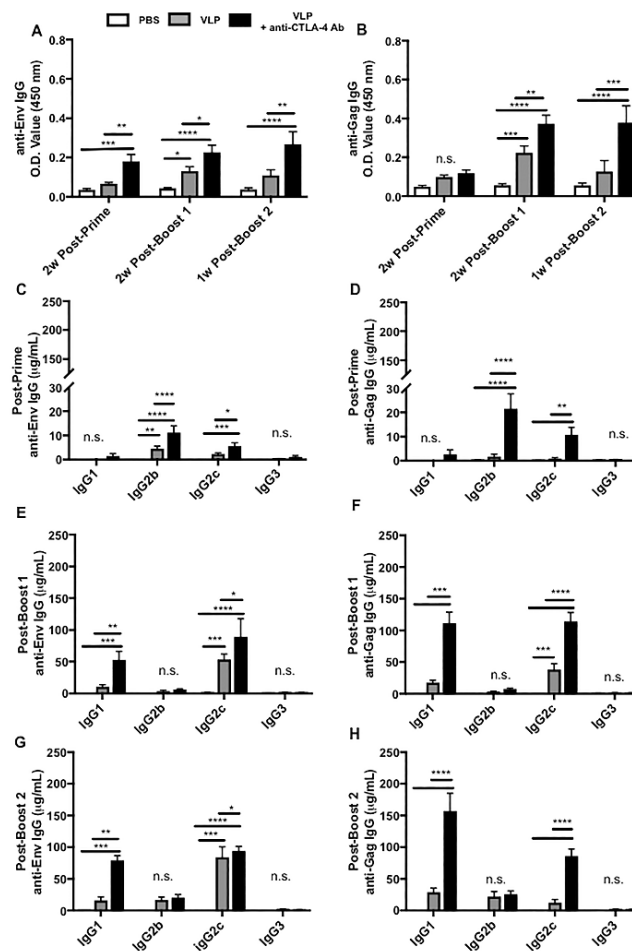 PBS VLP VLP
+ anti-CTLA-4 Ab
A
anti-Env IgG
O.D. Value (450 nm)
0.8
0.6
0.4
0.2
0.0
** *** * **** * ** ****
2w Post-Prime
2w Post-Boost 1
1w Post-Boost 2
B
anti-Gag IgG
O.D. Value (450 nm)
0.8
0.6
0.4
0.2
0.0
n.s. ** **** *** *** ****
2w Post-Prime
2w Post-Boost 1
1w Post-Boost 2
C
Post-Prime
anti-Env IgG (µg/mL)
250
200
150
30
20
10
0
n.s. **** **** ** * *** n.s.
IgG1 IgG2b IgG2c IgG3
D
Post-Prime
anti-Gag IgG (µg/mL)
250
200
150
30
20
10
0
n.s. **** **** ** n.s.
IgG1 IgG2b IgG2c IgG3
E
Post-Boost 1
anti-Env IgG (µg/mL)
250
200
150
100
50
0
** *** n.s. * **** *** n.s.
IgG1 IgG2b IgG2c IgG3
F
Post-Boost 1
anti-Gag IgG (µg/mL)
250
200
150
100
50
0
*** n.s. **** *** n.s.
IgG1 IgG2b IgG2c IgG3
G
Post-Boost 2
anti-Env IgG (µg/mL)
250
200
150
100
50
0
** *** n.s. * **** *** n.s.
IgG1 IgG2b IgG2c IgG3
H
Post-Boost 2
anti-Gag IgG (µg/mL)
250
200
150
100
50
0
**** n.s. **** n.s.
IgG1 IgG2b IgG2c IgG3